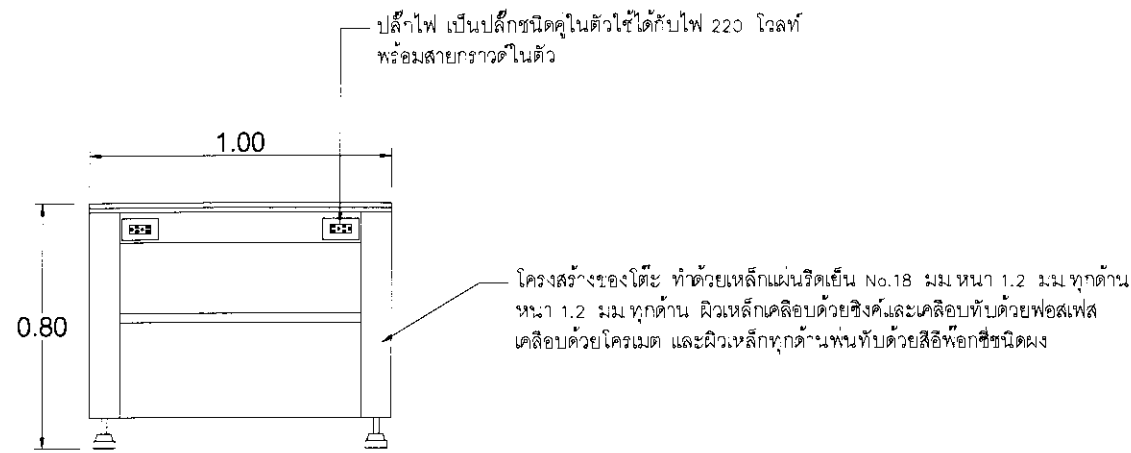 ปลั๊กไฟ เป็นปลั๊กชนิดคู่ในตัวใช้ได้กับไฟ 220 โวลท์
พร้อมสายกราวด์ในตัว
1.00
0.80
โครงสร้างของโต๊ะ ทำด้วยเหล็กแผ่นรีดเย็น No.18 มม หนา 1.2 มม ทุกด้าน
หนา 1.2 มม ทุกด้าน ผิวเหล็กเคลือบด้วยซิงค์และเคลือบทับด้วยฟอสเฟส
เคลือบด้วยโครเมต และผิวเหล็กทุกด้านพ่นทับด้วยสีอีพ๊อกซี่ชนิดผง